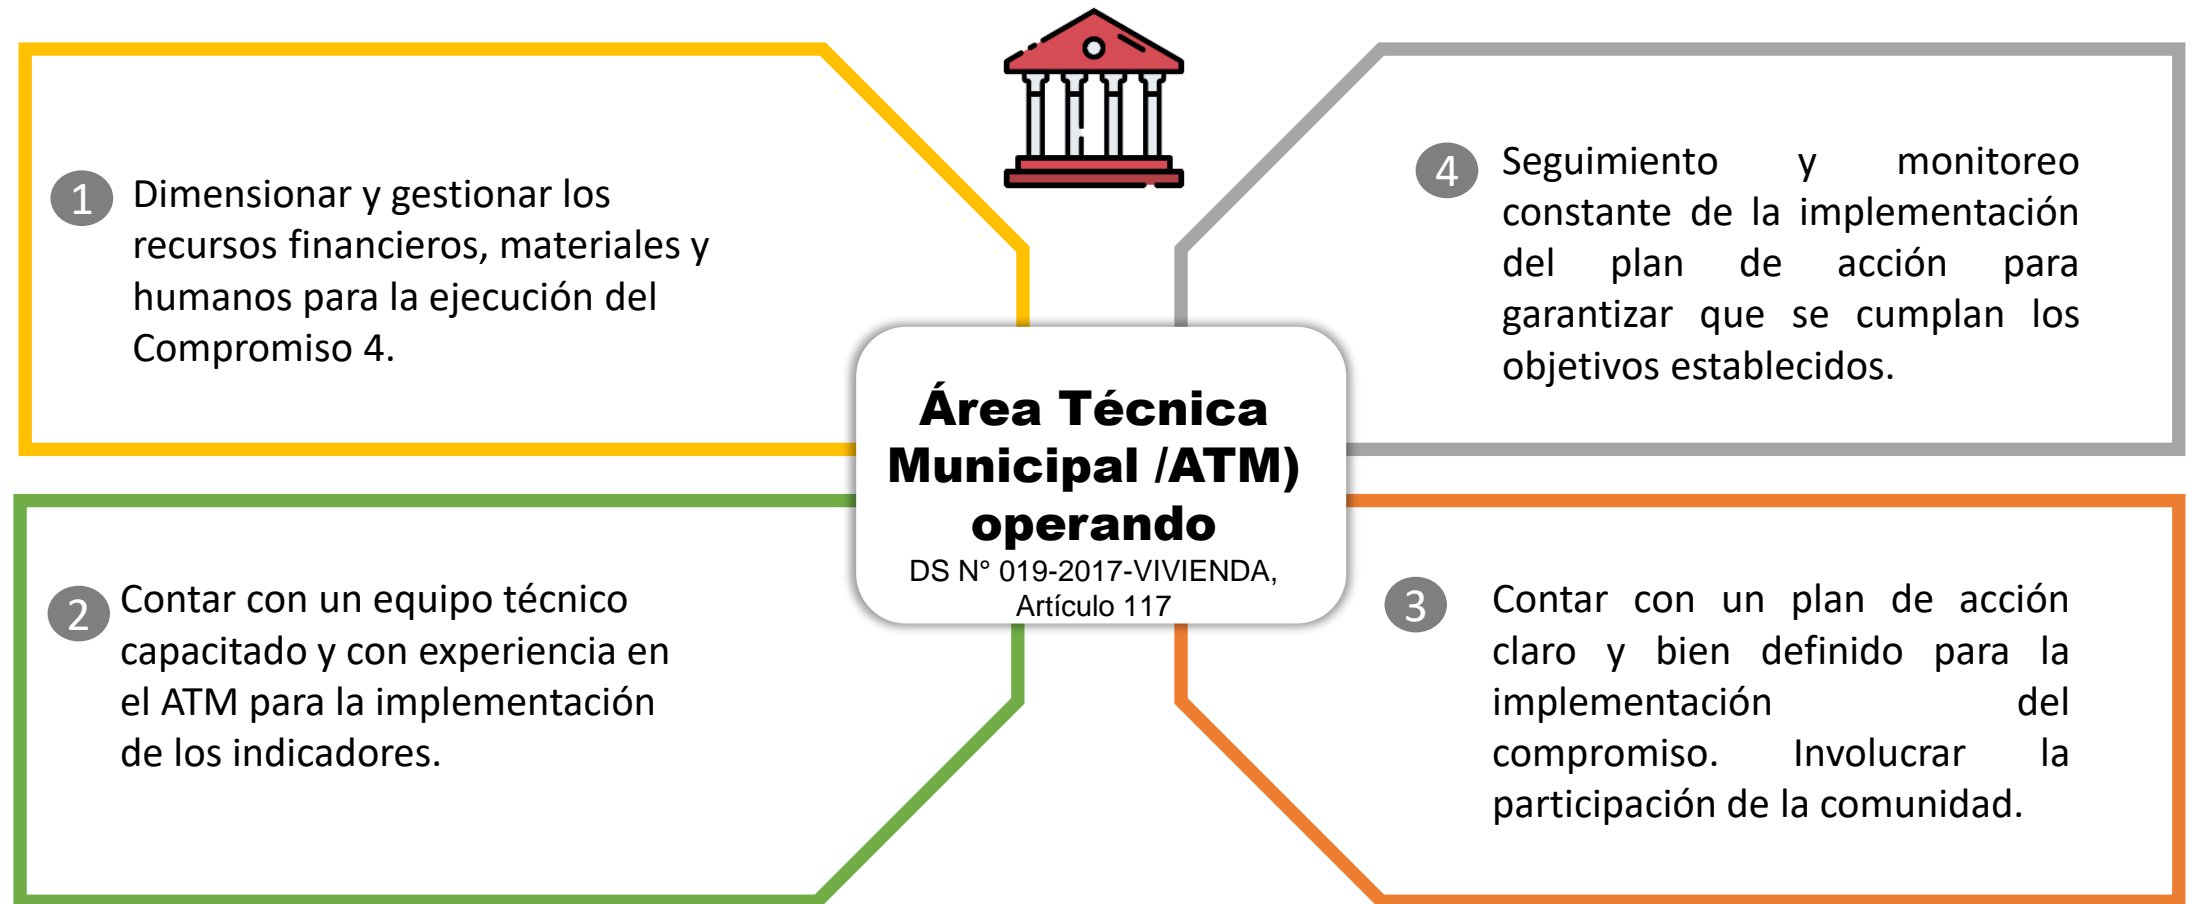 1
Dimensionar y gestionar los
recursos financieros, materiales y
humanos para la ejecución del
Compromiso 4.
2
Contar con un equipo técnico
capacitado y con experiencia en
el ATM para la implementación
de los indicadores.
Área Técnica
Municipal /ATM)
operando
DS N° 019-2017-VIVIENDA,
Artículo 117
3
Contar con un plan de acción
claro y bien definido para la
implementación del
compromiso. Involucrar la
participación de la comunidad.
4
Seguimiento y monitoreo
constante de la implementación
del plan de acción para
garantizar que se cumplan los
objetivos establecidos.